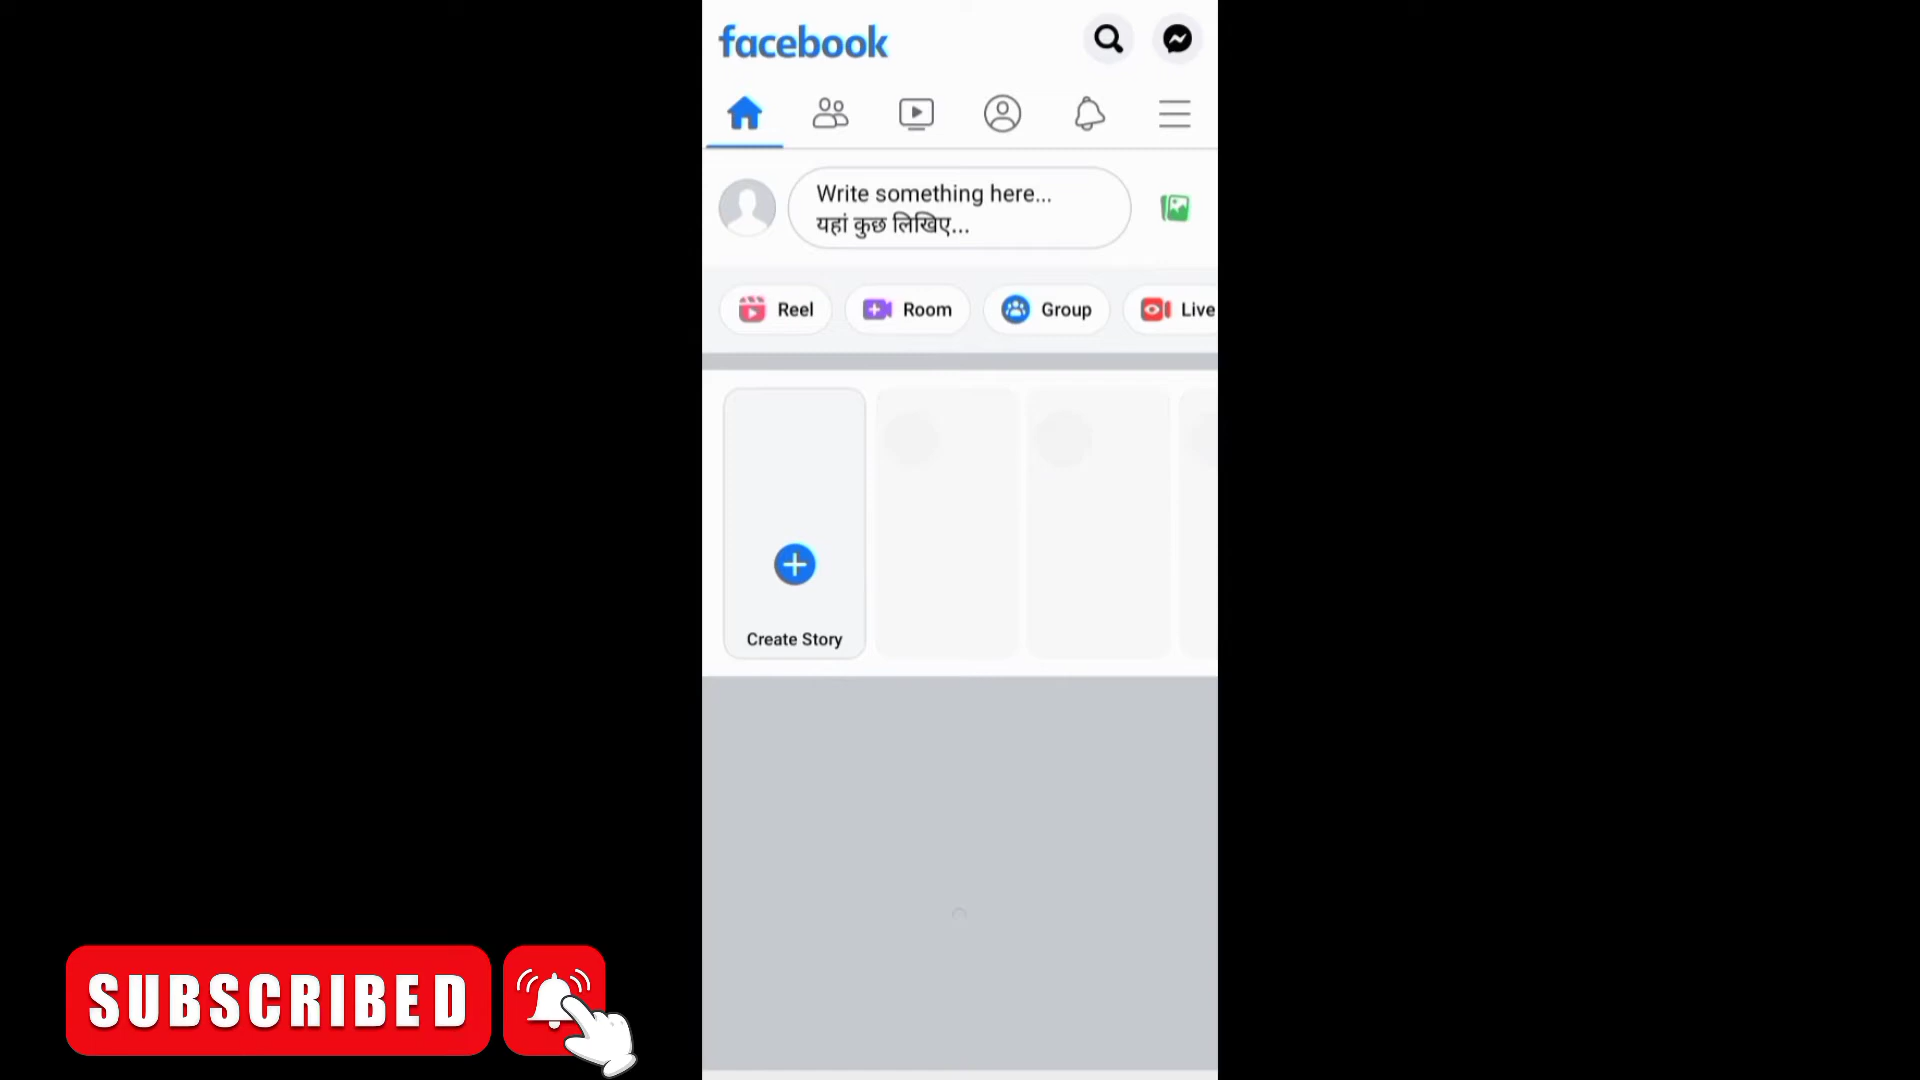 facebook
Write something here...
यहां कुछ लिखिए...
Reel
Room
Group
Live
Create Story
SUBSCRIBED